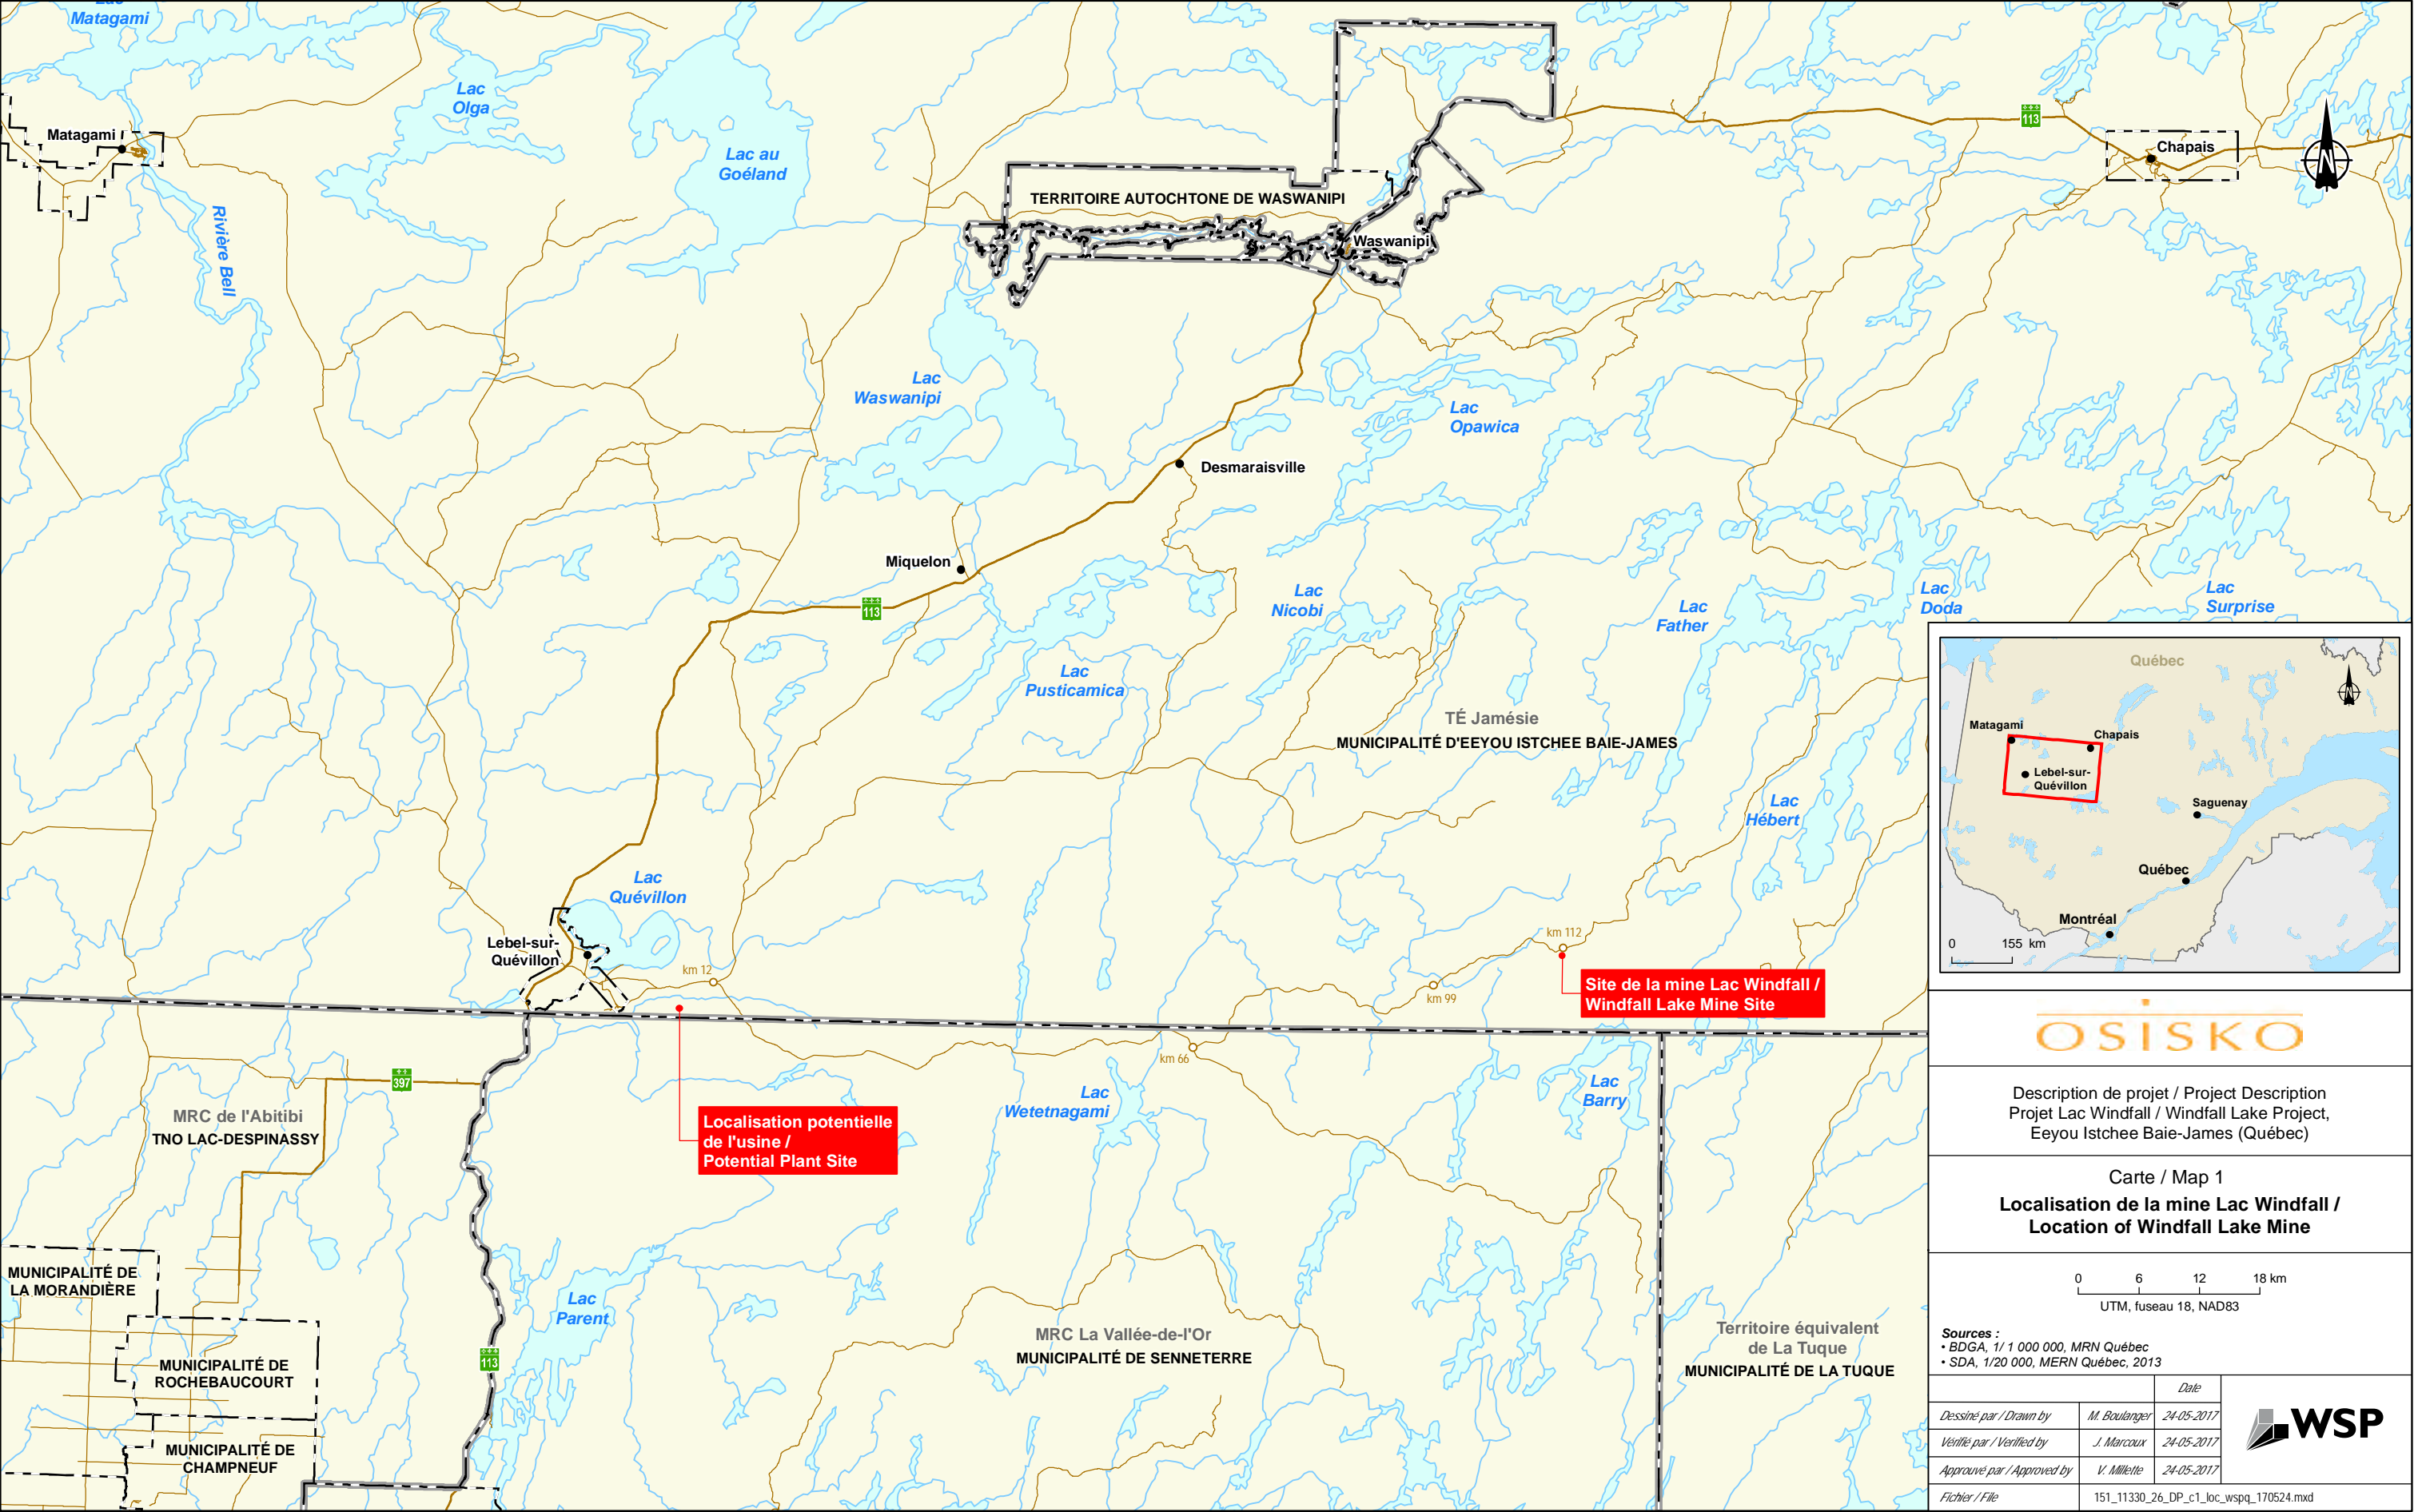 Lac
Matagami
Matagami
Lac
Olga
Rivière Bell
Lac au
Goéland
TERRITOIRE AUTOCHTONE DE WASWANIPI
Waswanipi
113
Chapais
N
Lac
Waswanipi
Lac
Opawica
Desmaraisville
Miquelon
113
Lac
Nicobi
Lac
Father
Lac
Doda
Lac
Surprise
Lac
Pusticamica
TÉ Jamésie
MUNICIPALITÉ D'EEYOU ISTCHEE BAIE-JAMES
Lac
Hébert
Lac
Quévillon
Lebel-sur-
Quévillon
km 12
km 112
km 99
km 66
Site de la mine Lac Windfall /
Windfall Lake Mine Site
397
MRC de l'Abitibi
TNO LAC-DESPINASSY
Localisation potentielle
de l'usine /
Potential Plant Site
Lac
Wetetnagami
Lac
Barry
MUNICIPALITÉ DE
LA MORANDIÈRE
Lac
Parent
113
MUNICIPALITÉ DE
ROCHEBAUCOURT
MUNICIPALITÉ DE
CHAMPNEUF
MRC La Vallée-de-l'Or
MUNICIPALITÉ DE SENNETERRE
Territoire équivalent
de La Tuque
MUNICIPALITÉ DE LA TUQUE
Québec
N
Matagami
Chapais
Lebel-sur-
Quévillon
Saguenay
Québec
Montréal
0 155 km
OSISKO
Description de projet / Project Description
Projet Lac Windfall / Windfall Lake Project,
Eeyou Istchee Baie-James (Québec)
Carte / Map 1
Localisation de la mine Lac Windfall /
Location of Windfall Lake Mine
0 6 12 18 km
UTM, fuseau 18, NAD83
Sources :
• BDGA, 1/ 1 000 000, MRN Québec
• SDA, 1/20 000, MERN Québec, 2013
Date
Dessiné par / Drawn by M. Boulanger 24-05-2017
Vérifié par / Verified by J. Marcoux 24-05-2017
Approuvé par / Approved by V. Millette 24-05-2017
WSP
Fichier / File 151_11330_26_DP_c1_loc_wspq_170524.mxd